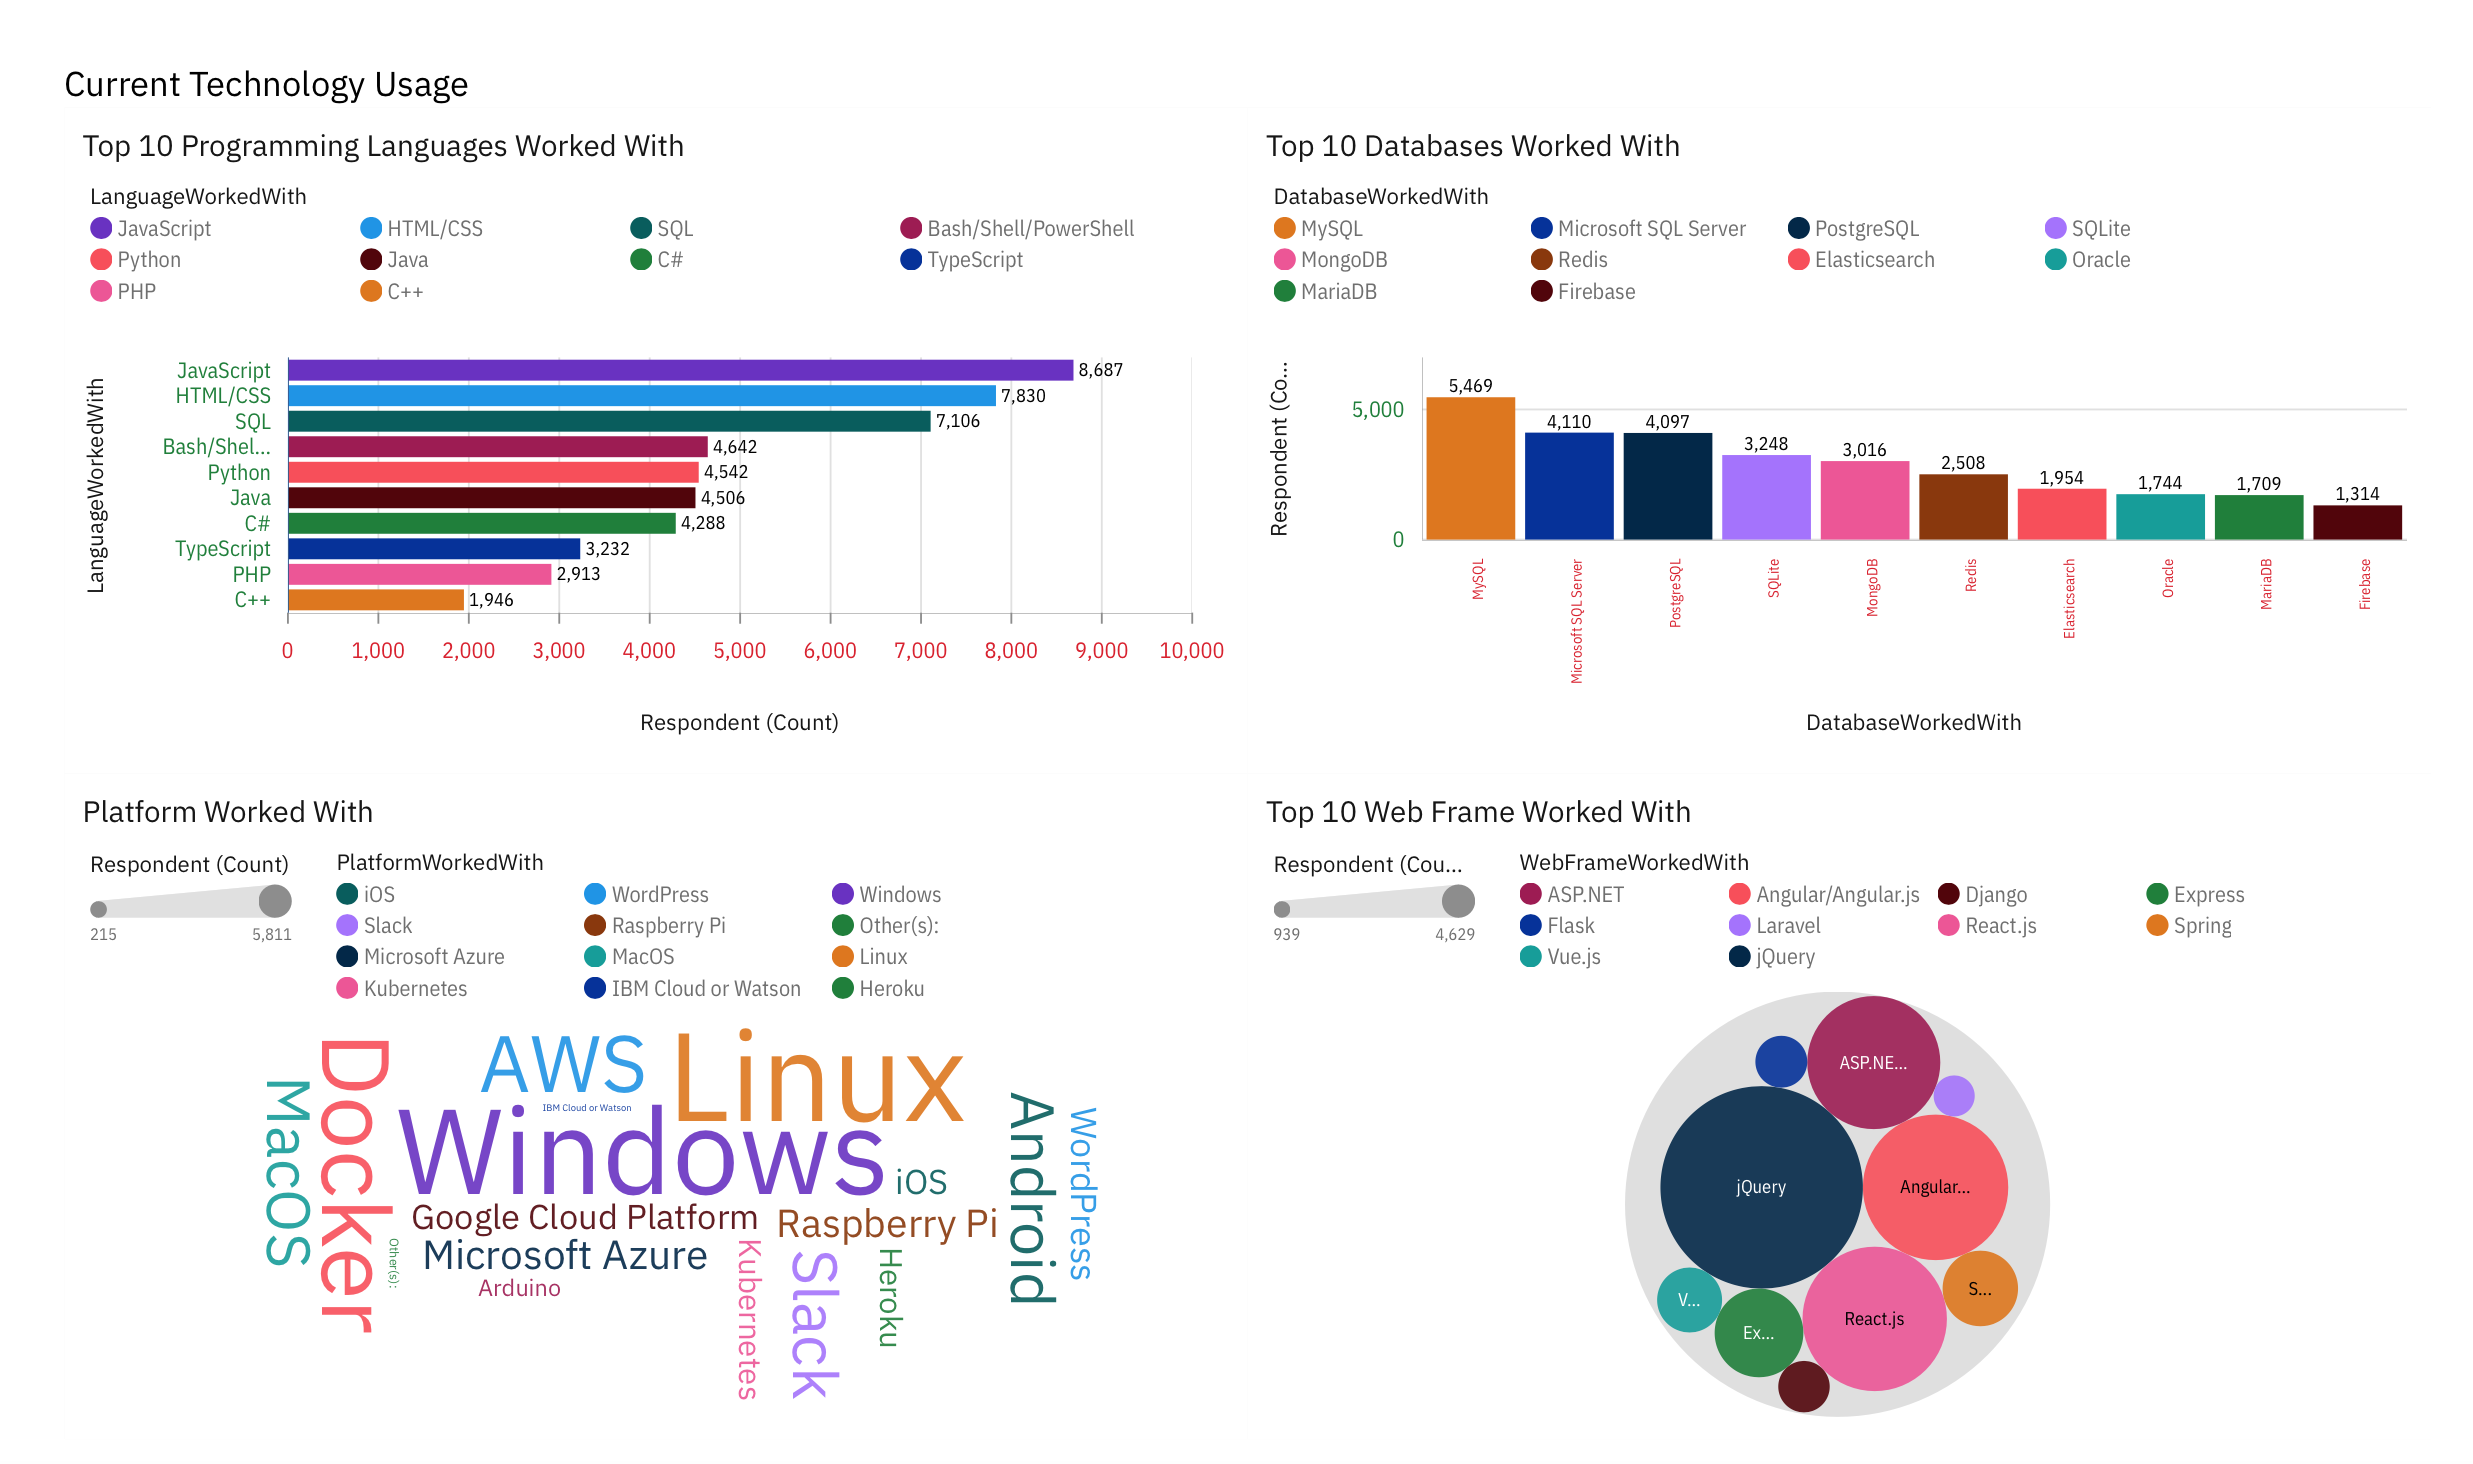 Current Technology Usage
Top 10 Programming Languages Worked With
LanguageWorkedWith
JavaScript HTML/CSS SQL Bash/Shell/PowerShell
Python Java C# TypeScript
PHP C++
LanguageWorkedWith
JavaScript 8,687
HTML/CSS 7,830
SQL 7,106
Bash/Shel... 4,642
Python 4,542
Java 4,506
C# 4,288
TypeScript 3,232
PHP 2,913
C++ 1,946
0 1,000 2,000 3,000 4,000 5,000 6,000 7,000 8,000 9,000 10,000
Respondent (Count)
Top 10 Databases Worked With
DatabaseWorkedWith
MySQL Microsoft SQL Server PostgreSQL SQLite
MongoDB Redis Elasticsearch Oracle
MariaDB Firebase
Respondent (Co...
5,000
0
5,469 4,110 4,097 3,248 3,016 2,508 1,954 1,744 1,709 1,314
MySQL
Microsoft SQL Server
PostgreSQL
SQLite
MongoDB
Redis
Elasticsearch
Oracle
MariaDB
Firebase
DatabaseWorkedWith
Platform Worked With
Respondent (Count)
215 5,811
PlatformWorkedWith
iOS WordPress Windows
Slack Raspberry Pi Other(s):
Microsoft Azure MacOS Linux
Kubernetes IBM Cloud or Watson Heroku
MacOS
Docker
AWS
Linux
IBM Cloud or Watson
Windows
iOS
Android
WordPress
Google Cloud Platform
Raspberry Pi
Other(s):
Microsoft Azure
Arduino
Kubernetes
Slack
Heroku
Top 10 Web Frame Worked With
Respondent (Cou...
939 4,629
WebFrameWorkedWith
ASP.NET Angular/Angular.js Django Express
Flask Laravel React.js Spring
Vue.js jQuery
ASP.NE...
jQuery
Angular...
S...
V...
Ex...
React.js